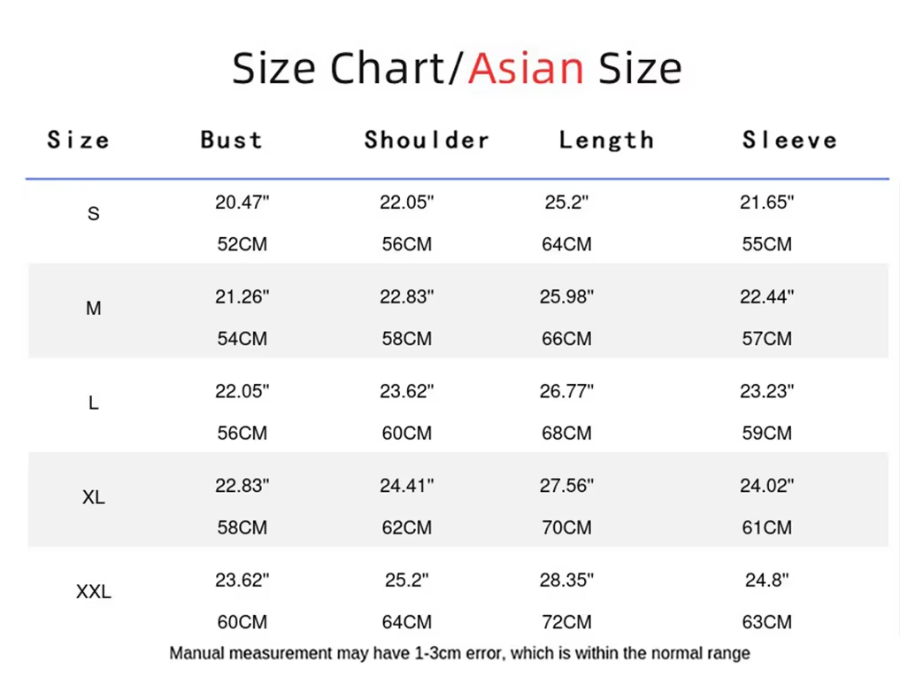 Size Chart/Asian Size
Size Bust Shoulder Length Sleeve
S 20.47" 22.05" 25.2" 21.65"
52CM 56CM 64CM 55CM
M 21.26" 22.83" 25.98" 22.44"
54CM 58CM 66CM 57CM
L 22.05" 23.62" 26.77" 23.23"
56CM 60CM 68CM 59CM
XL 22.83" 24.41" 27.56" 24.02"
58CM 62CM 70CM 61CM
XXL 23.62" 25.2" 28.35" 24.8"
60CM 64CM 72CM 63CM
Manual measurement may have 1-3cm error, which is within the normal range